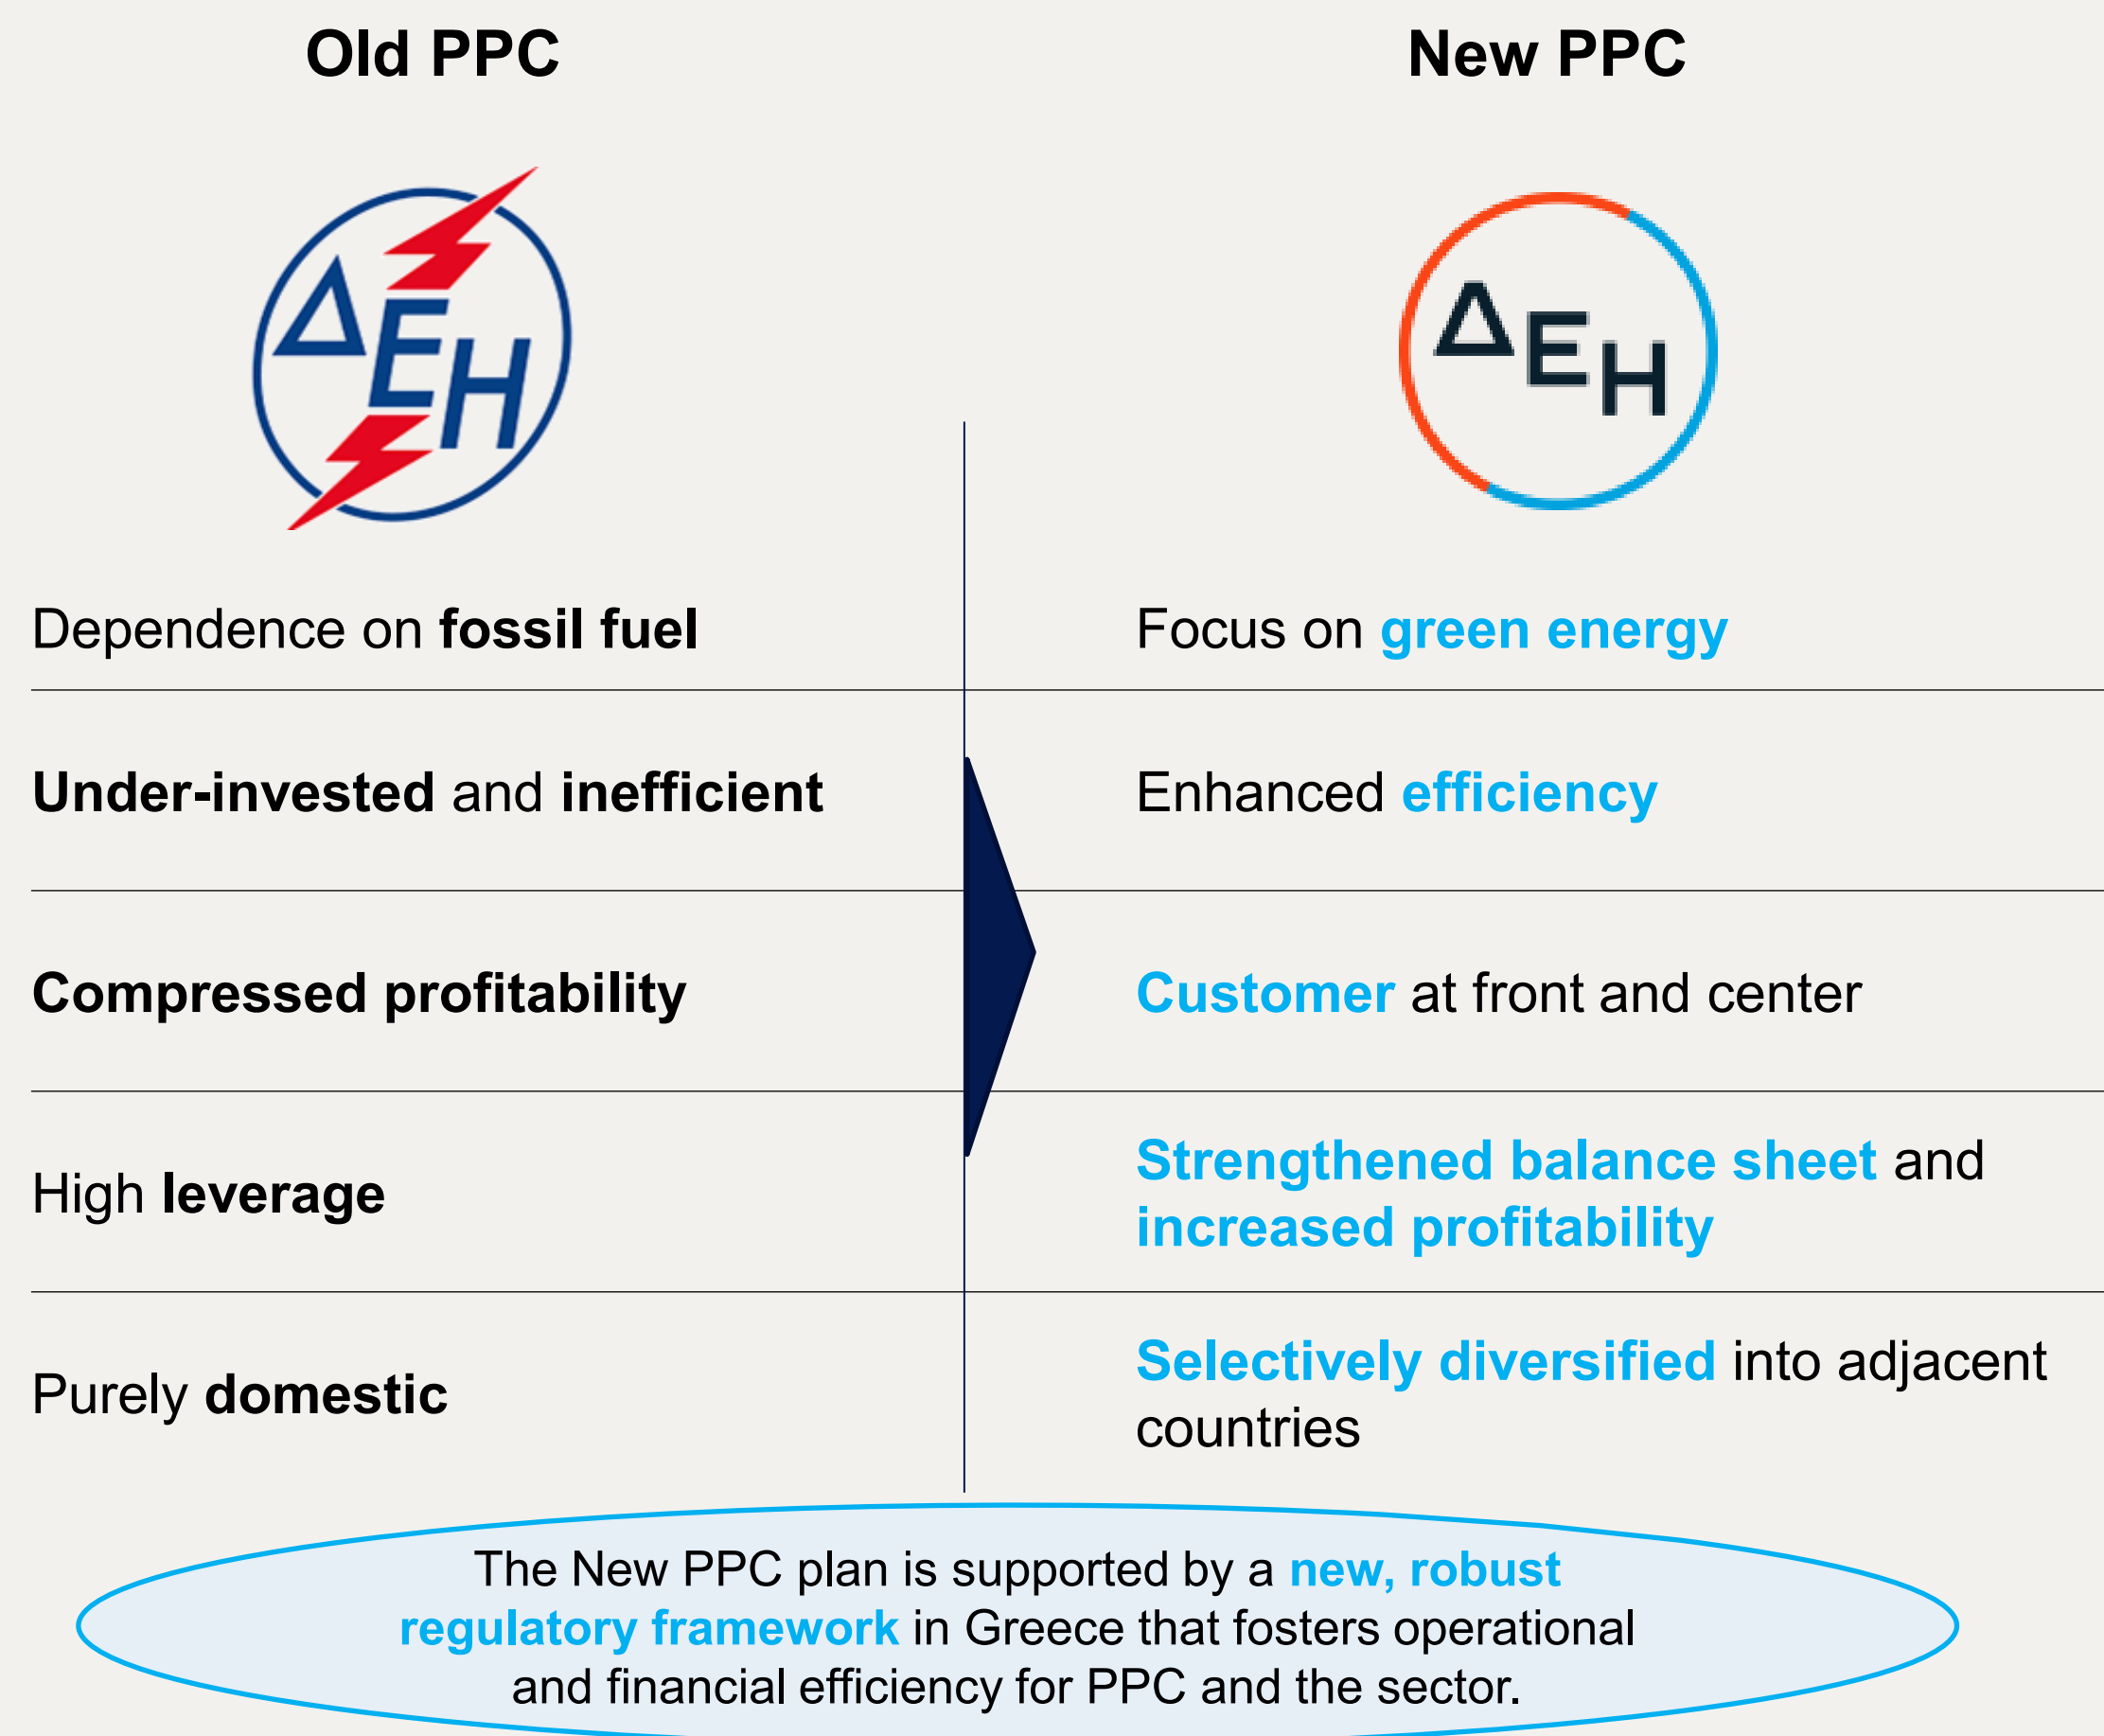 Old PPC
New PPC
ΔΕΗ
ΔΕΗ
Dependence on fossil fuel
Focus on green energy
Under-invested and inefficient
Enhanced efficiency
Compressed profitability
Customer at front and center
High leverage
Strengthened balance sheet and
increased profitability
Purely domestic
Selectively diversified into adjacent
countries
The New PPC plan is supported by a new, robust
regulatory framework in Greece that fosters operational
and financial efficiency for PPC and the sector.